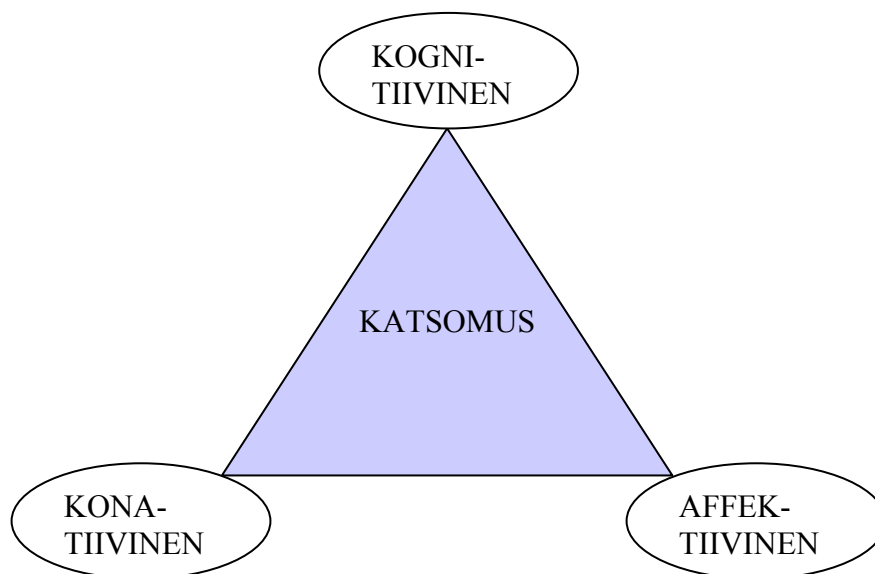 KOGNI-
TIIVINEN
KATSOMUS
KONA-
TIIVINEN
AFFEK-
TIIVINEN